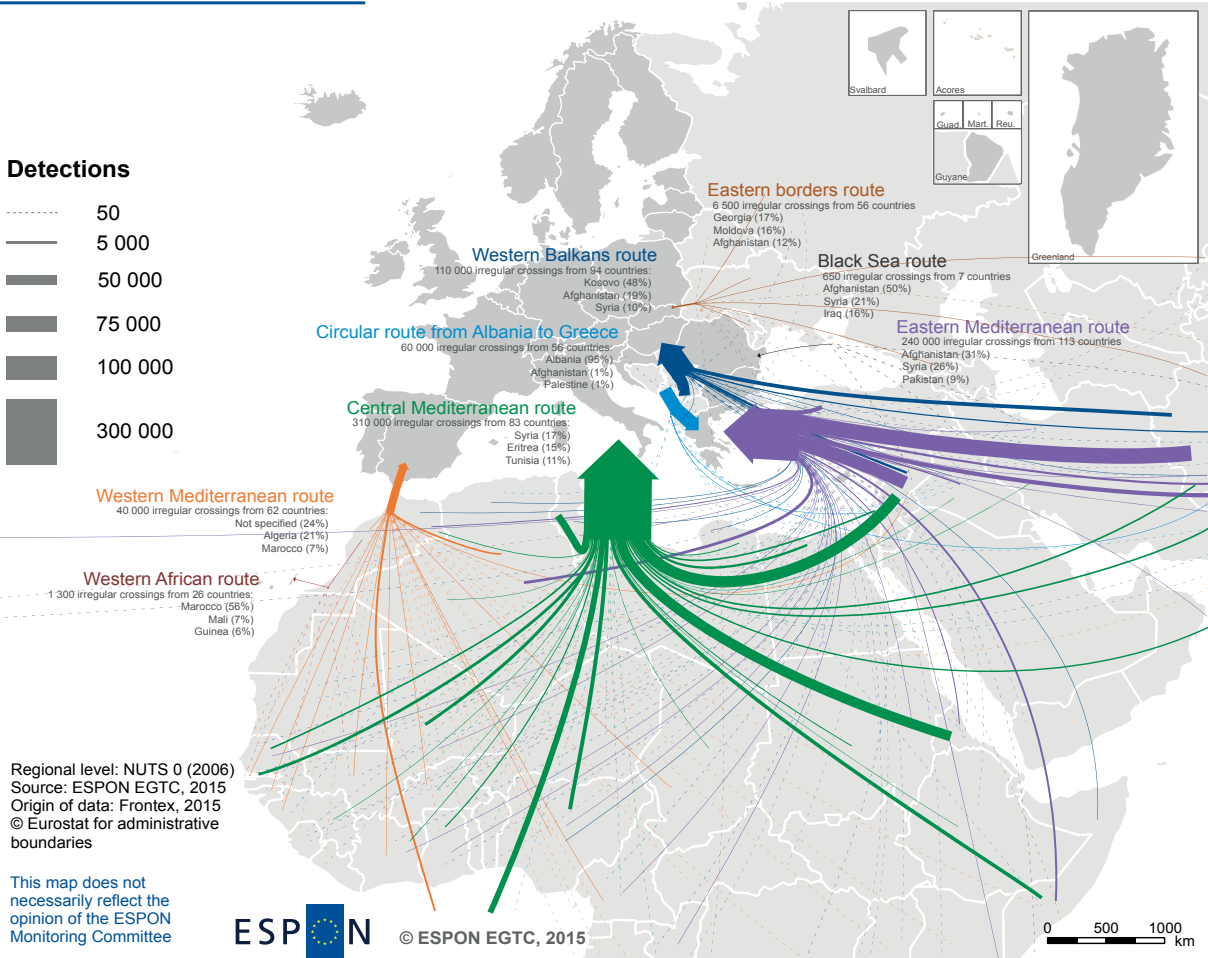 Svalbard
Acores
Guad.
Mart.
Reu.
Guyane
Greenland
Detections
50
5 000
50 000
75 000
100 000
300 000
Eastern borders route
6 500 irregular crossings from 56 countries
Georgia (17%)
Moldova (16%)
Afghanistan (12%)
Western Balkans route
110 000 irregular crossings from 94 countries:
Kosovo (48%)
Afghanistan (19%)
Syria (10%)
Black Sea route
650 irregular crossings from 7 countries
Afghanistan (50%)
Syria (21%)
Iraq (16%)
Circular route from Albania to Greece
60 000 irregular crossings from 56 countries:
Albania (95%)
Afghanistan (1%)
Palestine (1%)
Eastern Mediterranean route
240 000 irregular crossings from 113 countries
Afghanistan (31%)
Syria (26%)
Pakistan (9%)
Central Mediterranean route
310 000 irregular crossings from 83 countries:
Syria (17%)
Eritrea (15%)
Tunisia (11%)
Western Mediterranean route
40 000 irregular crossings from 62 countries:
Not specified (24%)
Algeria (21%)
Marocco (7%)
Western African route
1 300 irregular crossings from 26 countries:
Marocco (56%)
Mali (7%)
Guinea (6%)
Regional level: NUTS 0 (2006)
Source: ESPON EGTC, 2015
Origin of data: Frontex, 2015
© Eurostat for administrative
boundaries
This map does not
necessarily reflect the
opinion of the ESPON
Monitoring Committee
ESPON
© ESPON EGTC, 2015
0 500 1000
km